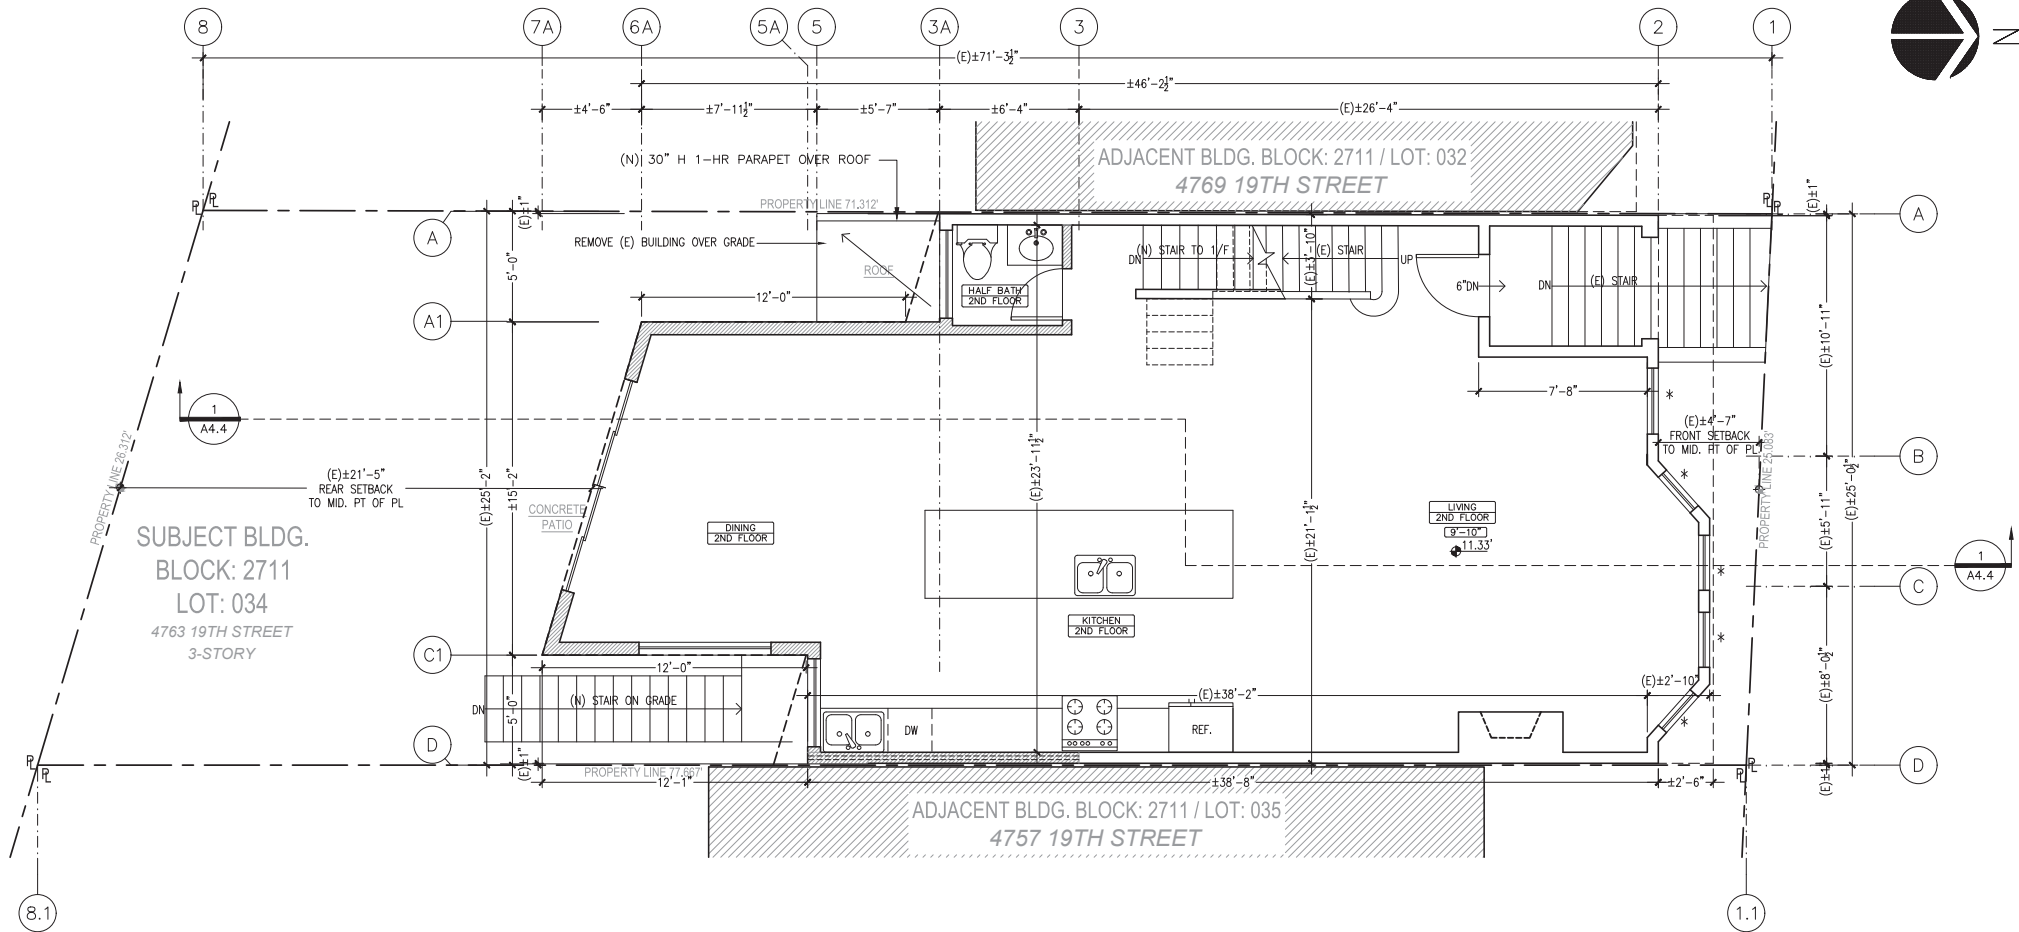 8
7A
6A
5A
5
3A
3
2
1
N
(E)±71'-3½"
±46'-2½"
±4'-6"
±7'-11½"
±5'-7"
±6'-4"
(E)±26'-4"
(N) 30" H 1-HR PARAPET OVER ROOF
ADJACENT BLDG. BLOCK: 2711 / LOT: 032
4769 19TH STREET
PL
PL
(E)±1"
PROPERTY LINE 71.312'
(E)±1"
PL
PL
A
A
REMOVE (E) BUILDING OVER GRADE
ROOF
5'-0"
12'-0"
HALF BATH
2ND FLOOR
(N) STAIR TO 1/F
DN
(E)±3'-10"
(E) STAIR
UP
6"DN
DN
(E) STAIR
A1
(E)±10'-11"
7'-8"
1
A4.4
(E)±4'-7"
FRONT SETBACK
TO MID. PT OF PL
B
PROPERTY LINE 26.312'
(E)±21'-5"
REAR SETBACK
TO MID. PT OF PL
(E)±25'-2"
±15'-2"
CONCRETE
PATIO
(E)±23'-11½"
(E)±21'-1½"
PROPERTY LINE 25.083'
(E)±5'-11"
(E)±25'-0½"
SUBJECT BLDG.
BLOCK: 2711
LOT: 034
4763 19TH STREET
3-STORY
DINING
2ND FLOOR
LIVING
2ND FLOOR
9'-10"
11.33'
1
A4.4
C
KITCHEN
2ND FLOOR
C1
12'-0"
(N) STAIR ON GRADE
DN
5'-0"
(E)±38'-2"
(E)±2'-10"
(E)±8'-0½"
DW
REF.
D
D
PL
PL
(E)±1"
PROPERTY LINE 77.667'
12'-1"
±38'-8"
±2'-6"
PL
PL
(E)±1"
ADJACENT BLDG. BLOCK: 2711 / LOT: 035
4757 19TH STREET
8.1
1.1